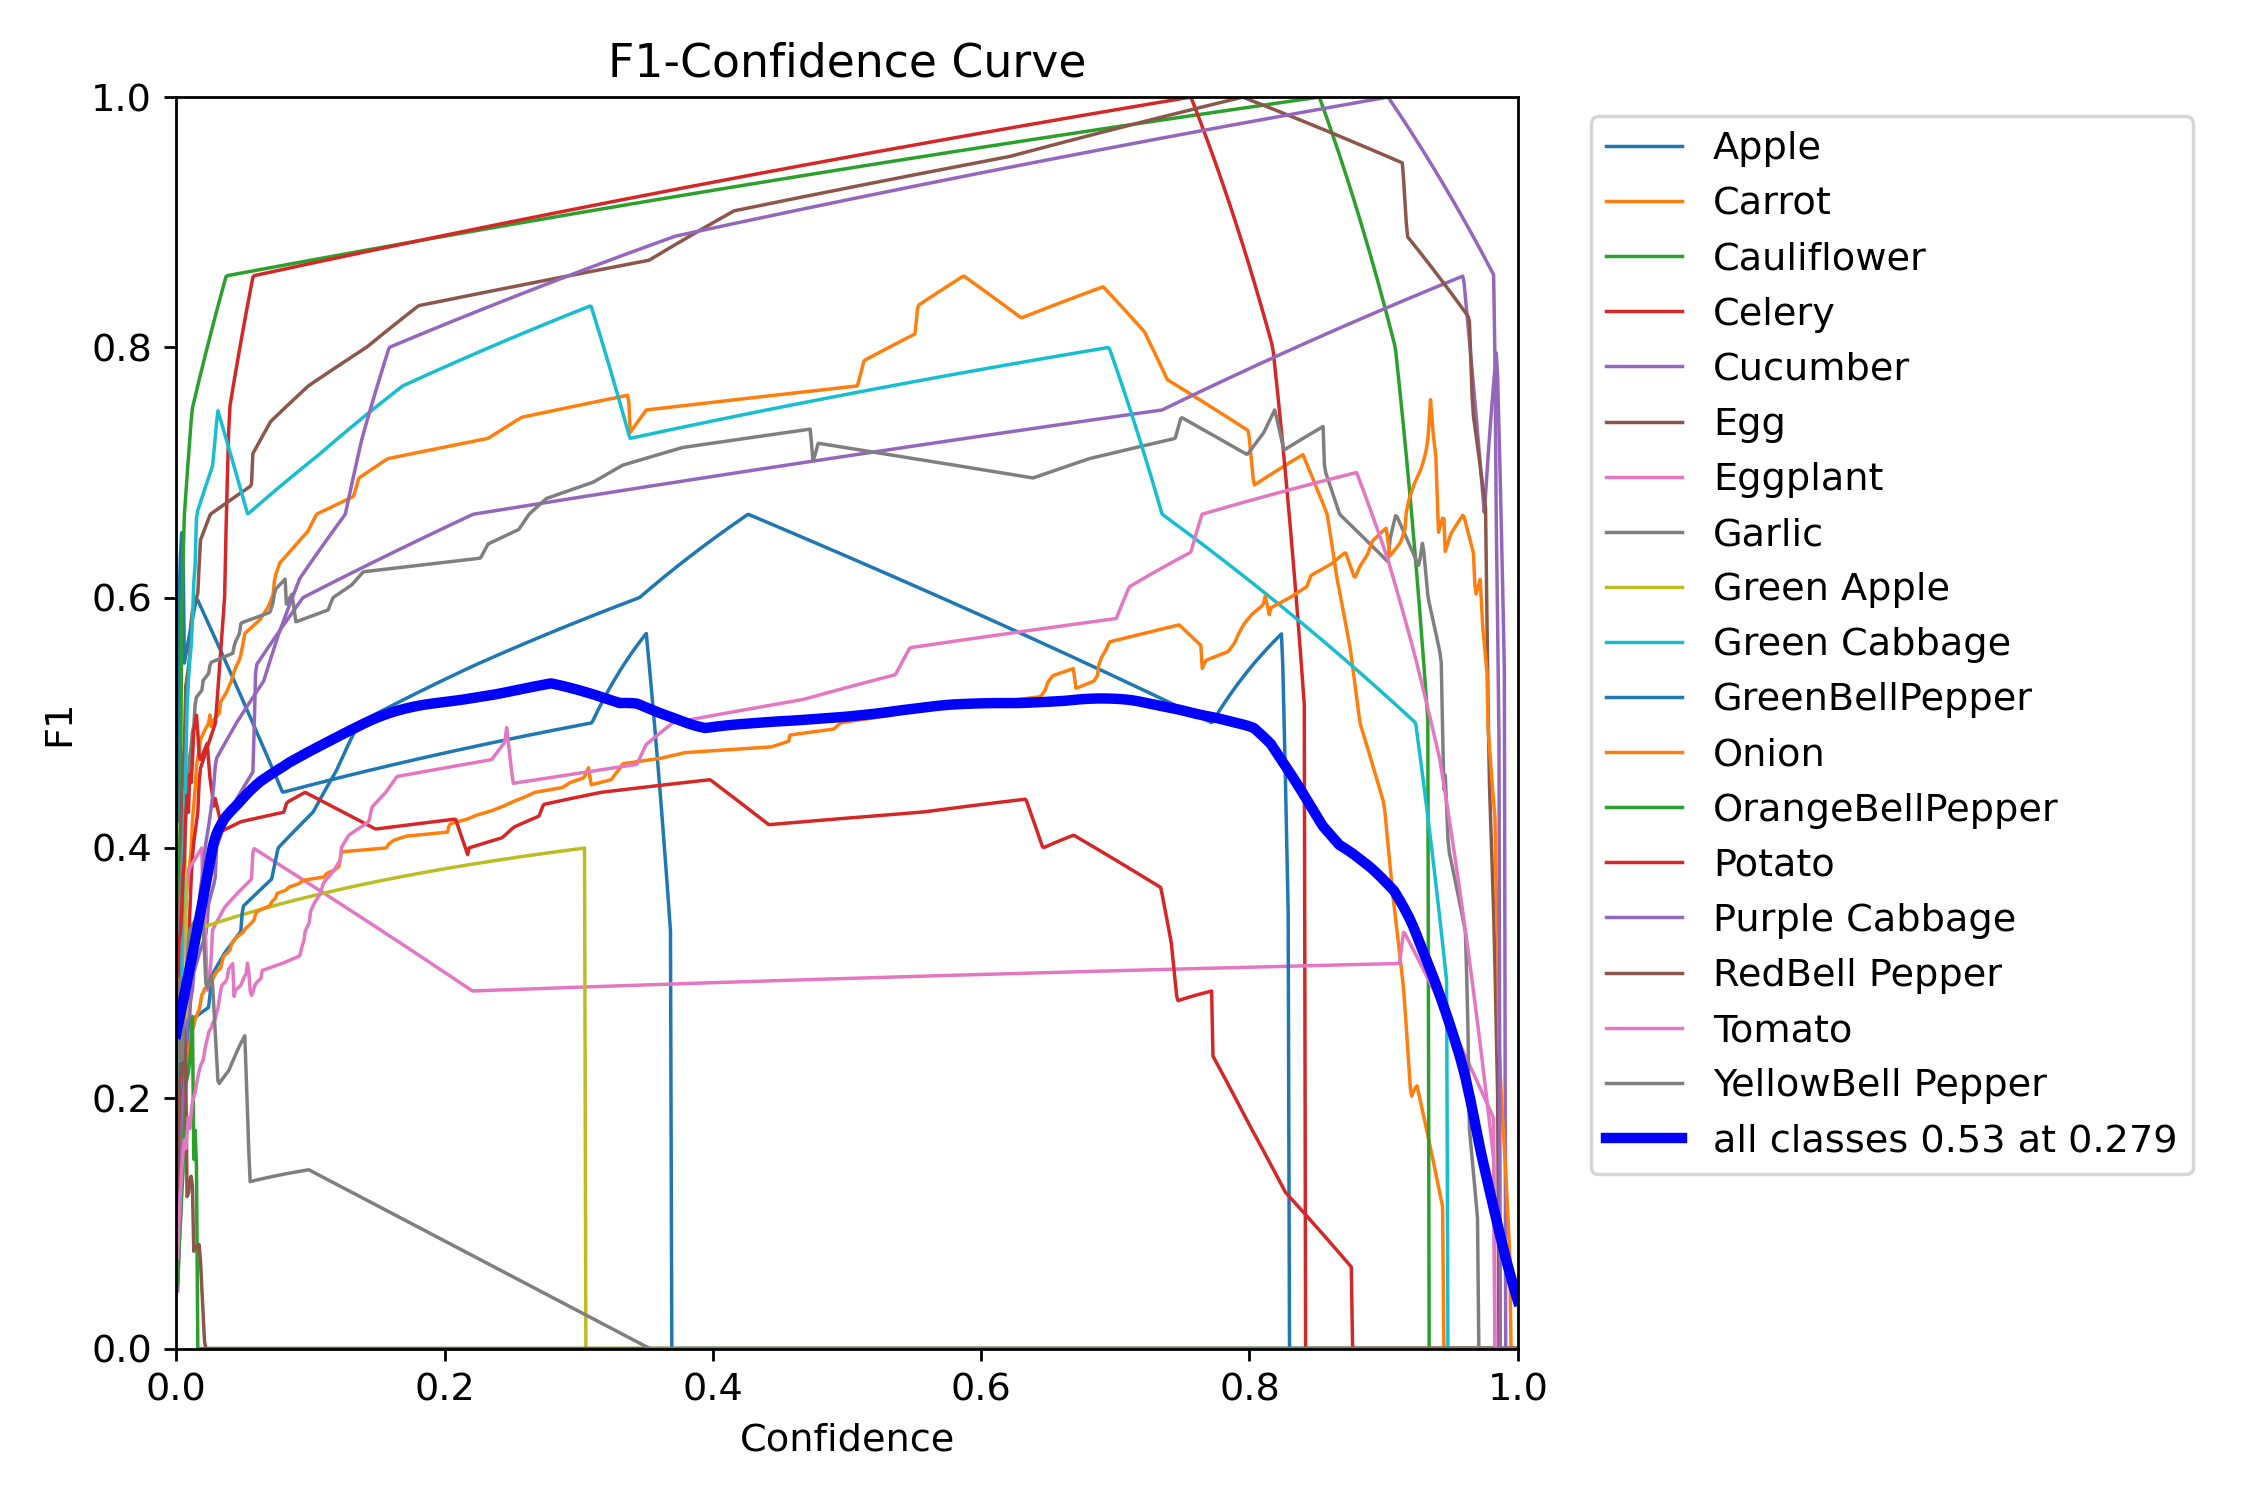 F1-Confidence Curve
1.0
0.8
0.6
0.4
0.2
0.0
F1
0.0 0.2 0.4 0.6 0.8 1.0
Confidence
Apple
Carrot
Cauliflower
Celery
Cucumber
Egg
Eggplant
Garlic
Green Apple
Green Cabbage
GreenBellPepper
Onion
OrangeBellPepper
Potato
Purple Cabbage
RedBell Pepper
Tomato
YellowBell Pepper
all classes 0.53 at 0.279